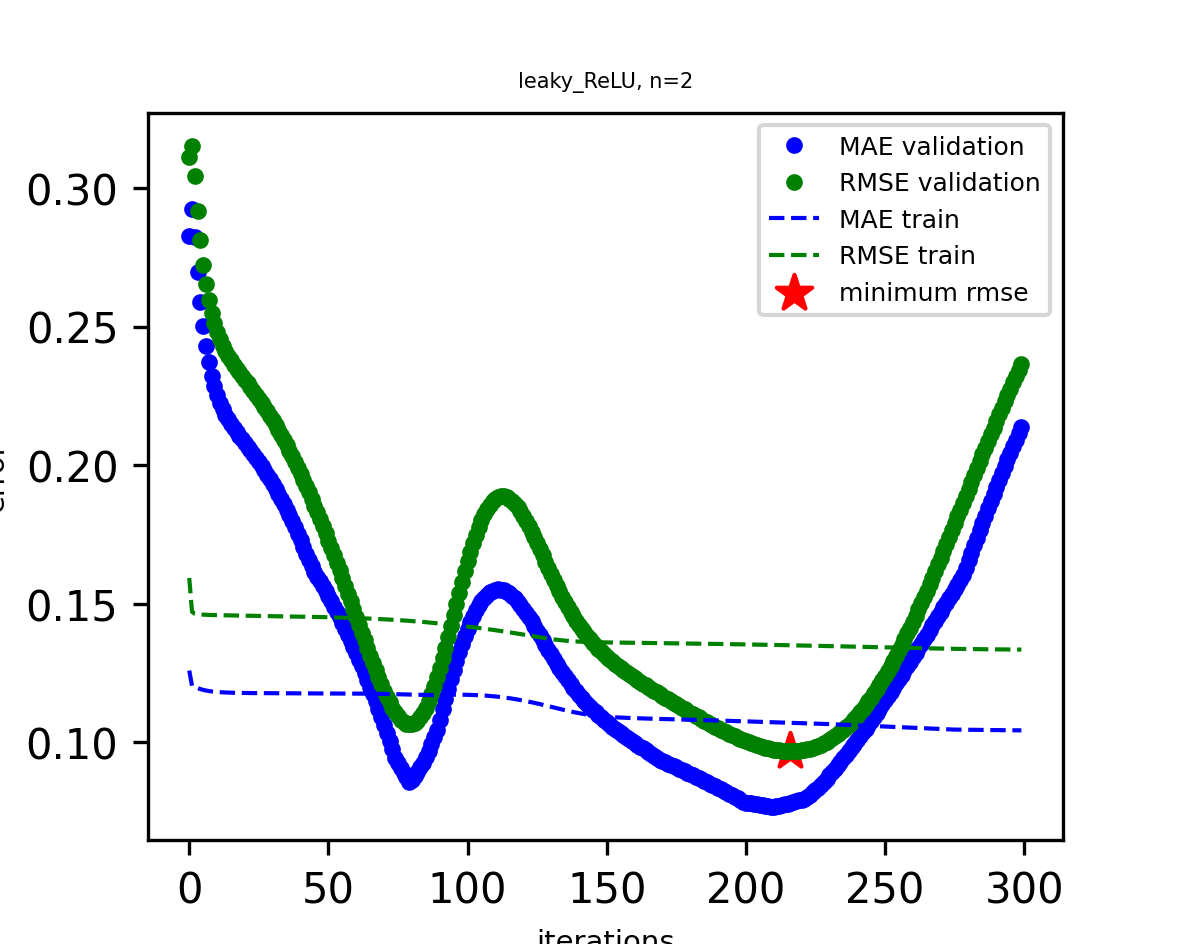 leaky_ReLU, n=2
MAE validation
RMSE validation
MAE train
RMSE train
minimum rmse
0.30
0.25
0.20
0.15
0.10
0 50 100 150 200 250 300
iterations